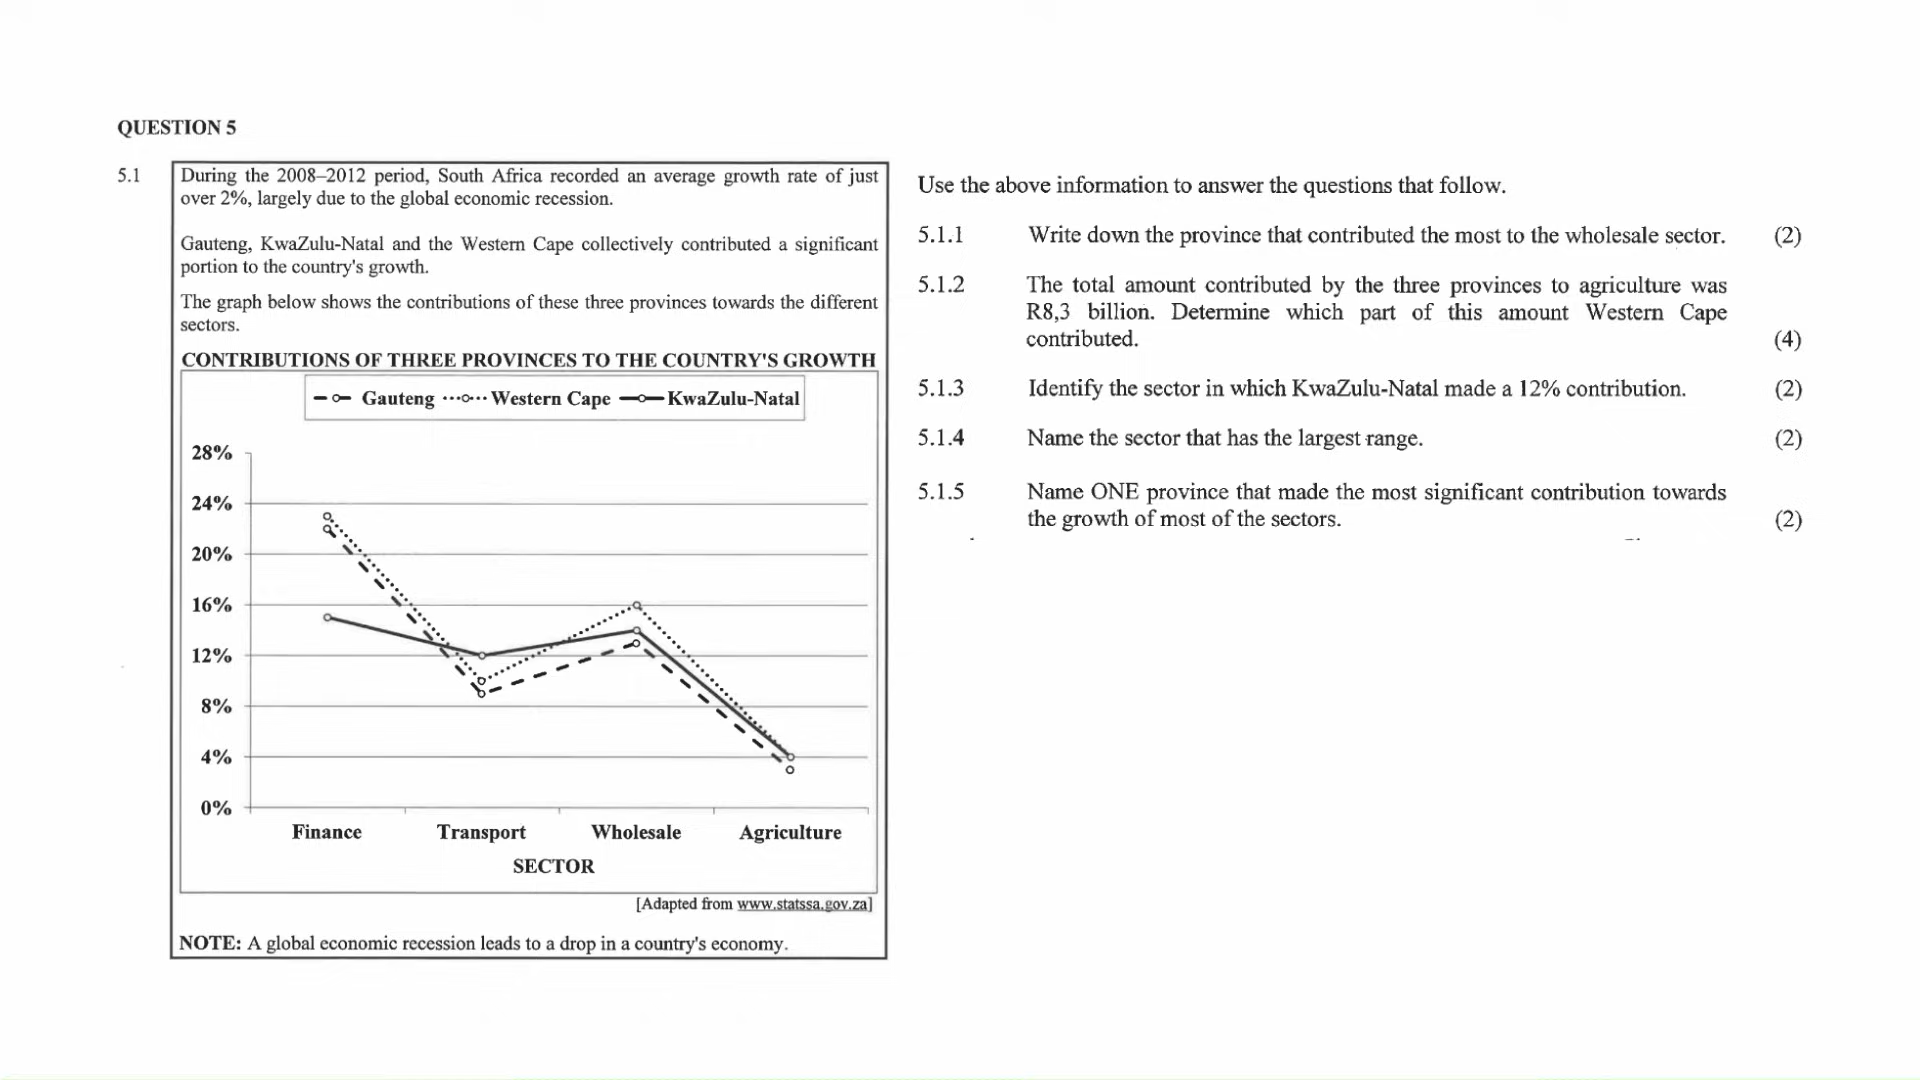 QUESTION 5
5.1
During the 2008–2012 period, South Africa recorded an average growth rate of just
over 2%, largely due to the global economic recession.
Gauteng, KwaZulu-Natal and the Western Cape collectively contributed a significant
portion to the country's growth.
The graph below shows the contributions of these three provinces towards the different
sectors.
CONTRIBUTIONS OF THREE PROVINCES TO THE COUNTRY'S GROWTH
Gauteng Western Cape KwaZulu-Natal
28%
24%
20%
16%
12%
8%
4%
0%
Finance Transport Wholesale Agriculture
SECTOR
[Adapted from www.statssa.gov.za]
NOTE: A global economic recession leads to a drop in a country's economy.
Use the above information to answer the questions that follow.
5.1.1 Write down the province that contributed the most to the wholesale sector. (2)
5.1.2 The total amount contributed by the three provinces to agriculture was
R8,3 billion. Determine which part of this amount Western Cape
contributed. (4)
5.1.3 Identify the sector in which KwaZulu-Natal made a 12% contribution. (2)
5.1.4 Name the sector that has the largest range. (2)
5.1.5 Name ONE province that made the most significant contribution towards
the growth of most of the sectors. (2)